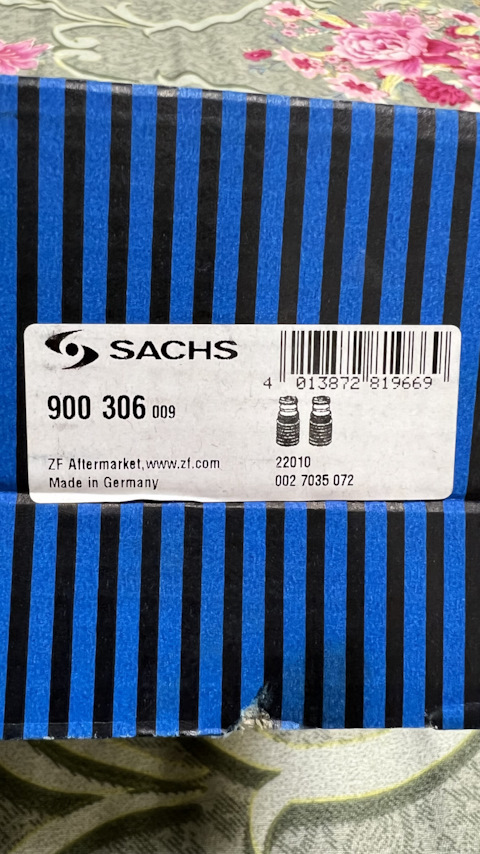 SACHS
4 013872 819669
900 306 009
ZF Aftermarket, www.zf.com
Made in Germany
22010
002 7035 072